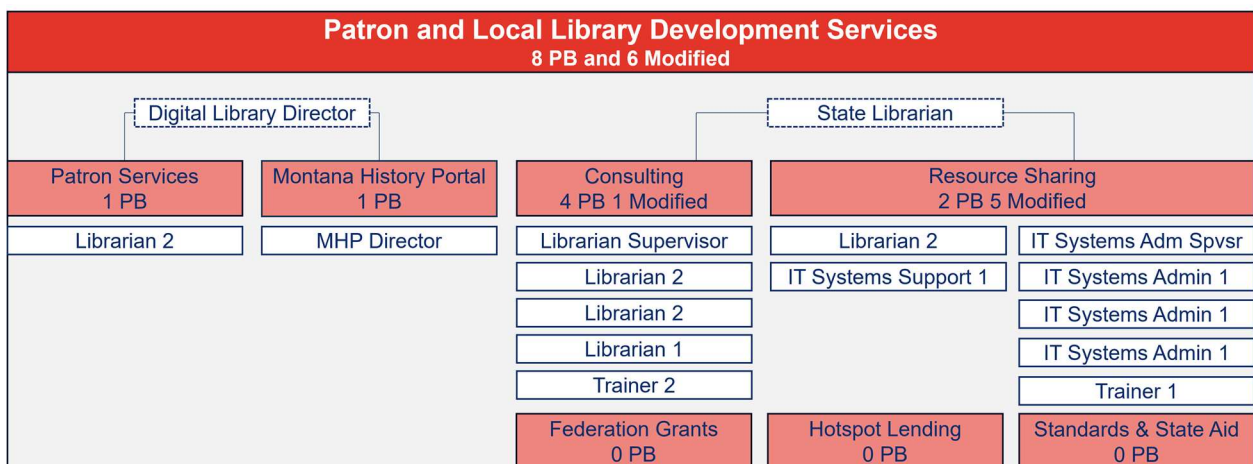 Patron and Local Library Development Services
8 PB and 6 Modified
Digital Library Director
State Librarian
Patron Services
1 PB
Librarian 2
Montana History Portal
1 PB
MHP Director
Consulting
4 PB 1 Modified
Librarian Supervisor
Librarian 2
Librarian 2
Librarian 1
Trainer 2
Resource Sharing
2 PB 5 Modified
Librarian 2
IT Systems Support 1
IT Systems Adm Spvsr
IT Systems Admin 1
IT Systems Admin 1
IT Systems Admin 1
Trainer 1
Federation Grants
0 PB
Hotspot Lending
0 PB
Standards & State Aid
0 PB